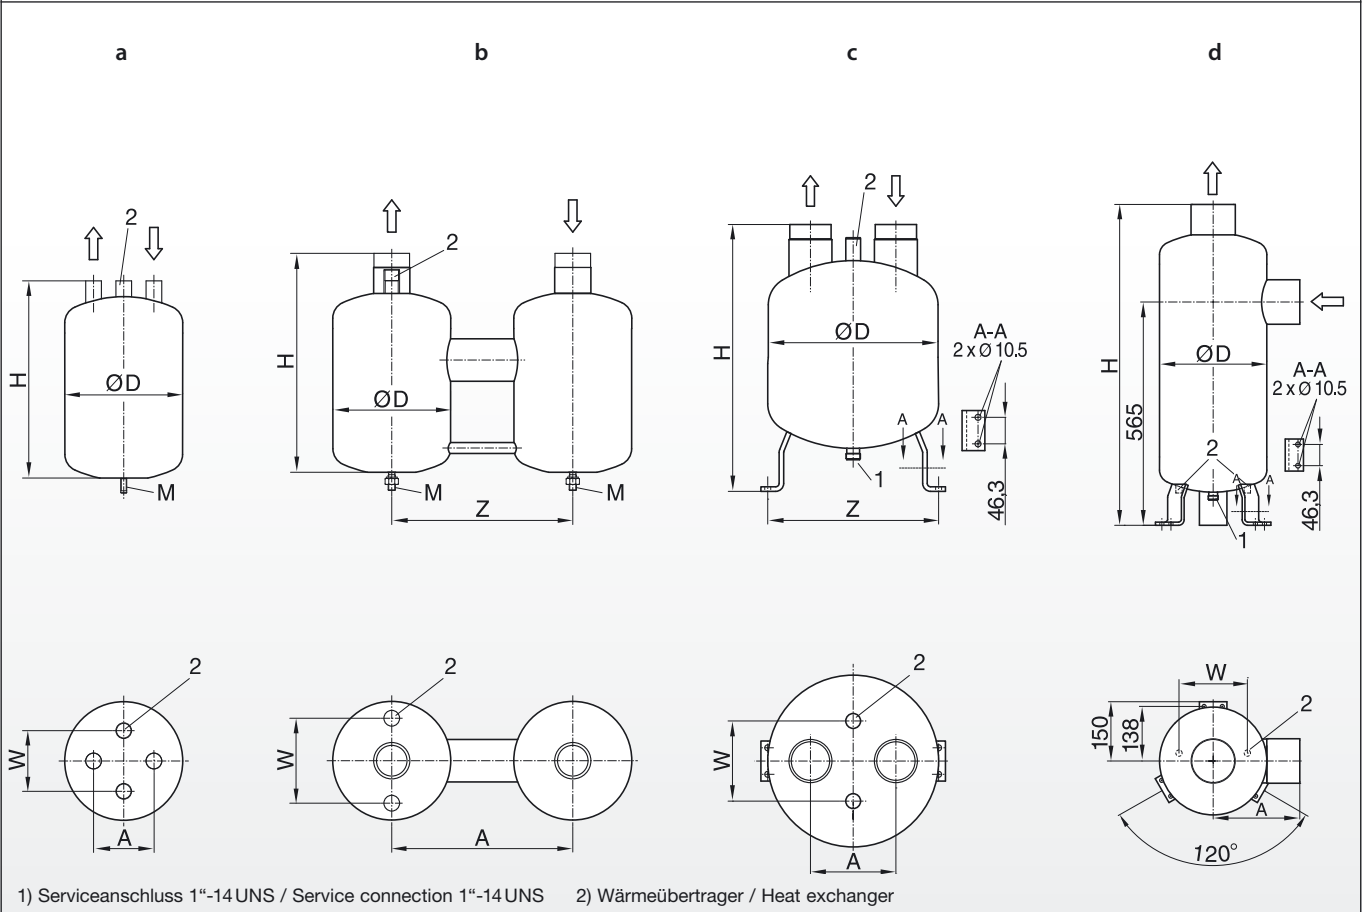 a
b
c
d
2
H
ØD
M
2
H
ØD
M
M
Z
2
H
ØD
A-A
2 x Ø 10.5
A
A
1
46,3
Z
H
565
ØD
A-A
2 x Ø 10.5
2
A
A
46,3
1
2
W
A
2
W
A
2
W
A
W
2
150
138
A
120°
1) Serviceanschluss 1“-14 UNS / Service connection 1“-14 UNS 2) Wärmeübertrager / Heat exchanger